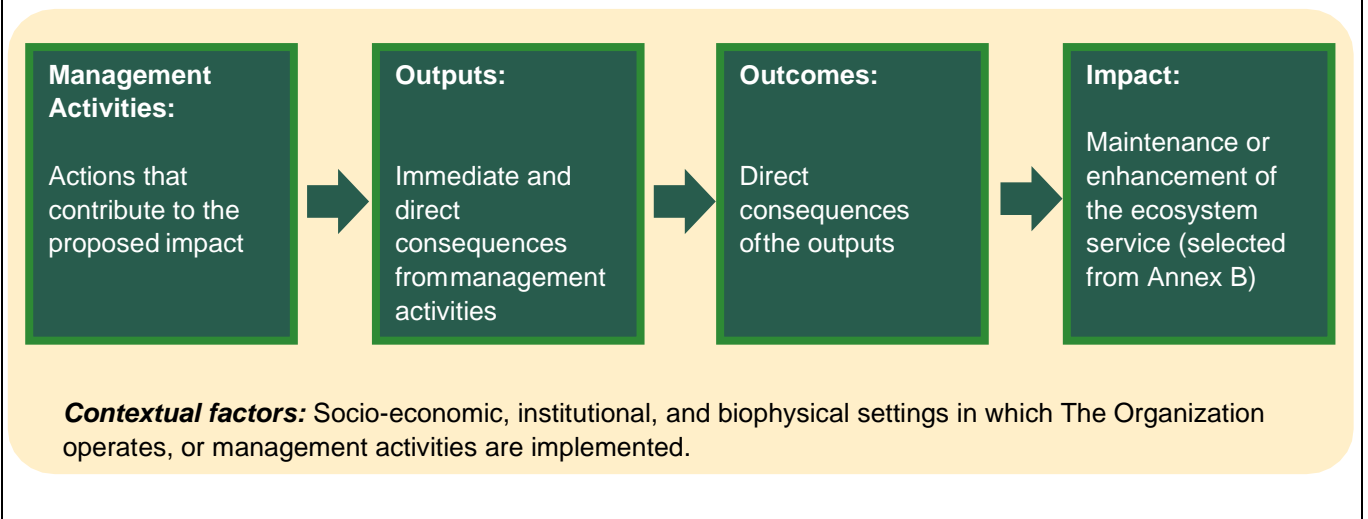 Management
Activities:
Actions that
contribute to the
proposed impact
Outputs:
Immediate and
direct
consequences
frommanagement
activities
Outcomes:
Direct
consequences
ofthe outputs
Impact:
Maintenance or
enhancement of
the ecosystem
service (selected
from Annex B)
Contextual factors: Socio-economic, institutional, and biophysical settings in which The Organization
operates, or management activities are implemented.